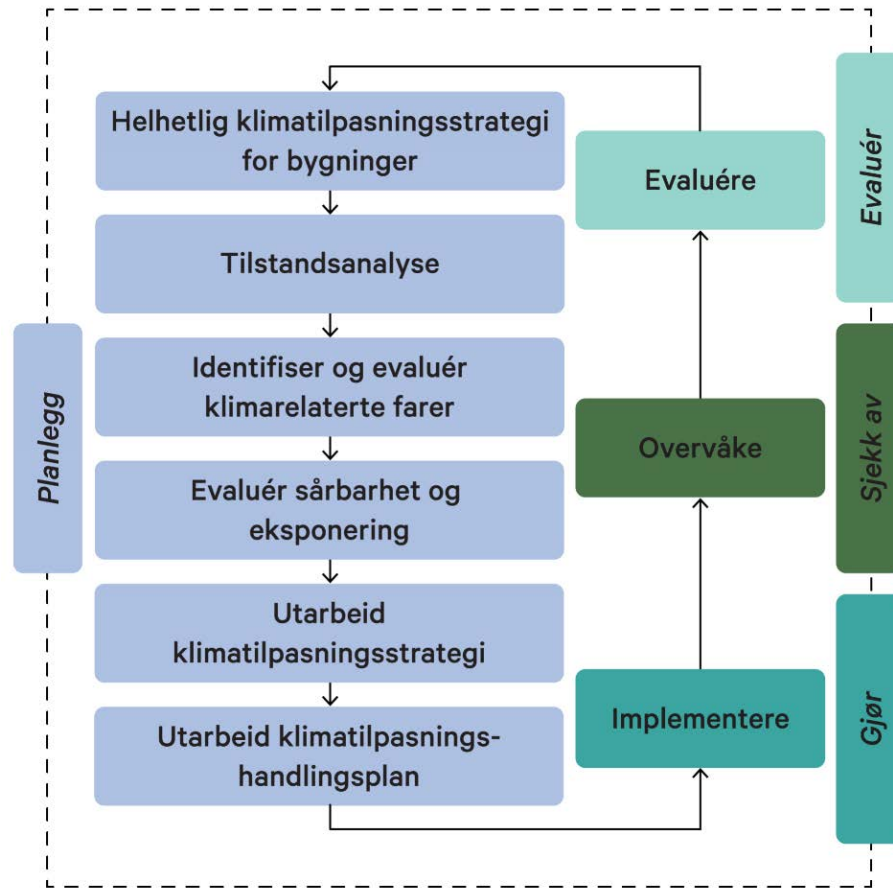 Helhetlig klimatilpasningsstrategi
for bygninger
Tilstandsanalyse
Identifiser og evaluér
klimarelaterte farer
Evaluér sårbarhet og
eksponering
Utarbeid
klimatilpasningsstrategi
Utarbeid klimatilpasnings-
handlingsplan
Planlegg
Implementere
Gjør
Overvåke
Sjekk av
Evaluére
Evaluér